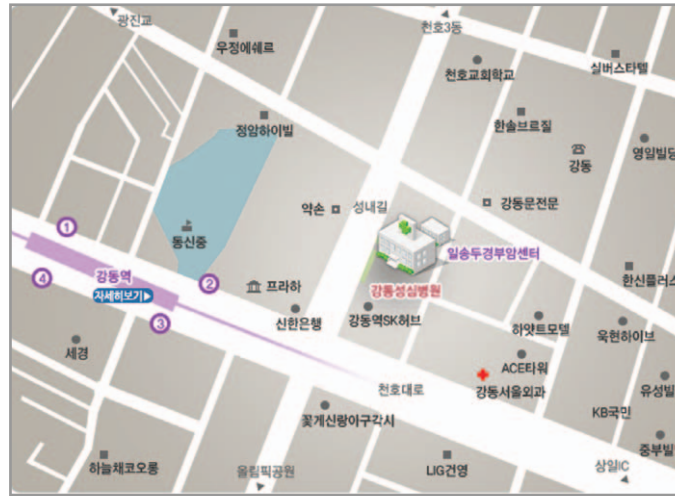 광진교
천호3동
우정에쉐르
천호교회학교
실버스타텔
정암하이빌
한솔브르질
강동
영일빌딩
약손
성내길
강동문전문
동신중
일송두경부암센터
1
강동역
자세히보기▶
2
프라하
강동성심병원
한신플러스
4
3
신한은행
강동역SK허브
하얏트모텔
욱현하이브
세경
ACE타워
천호대로
강동서울외과
유성빌
KB국민
꽃게신랑아구각시
중부빌
하늘채코오롱
올림픽공원
LIG건영
상일IC